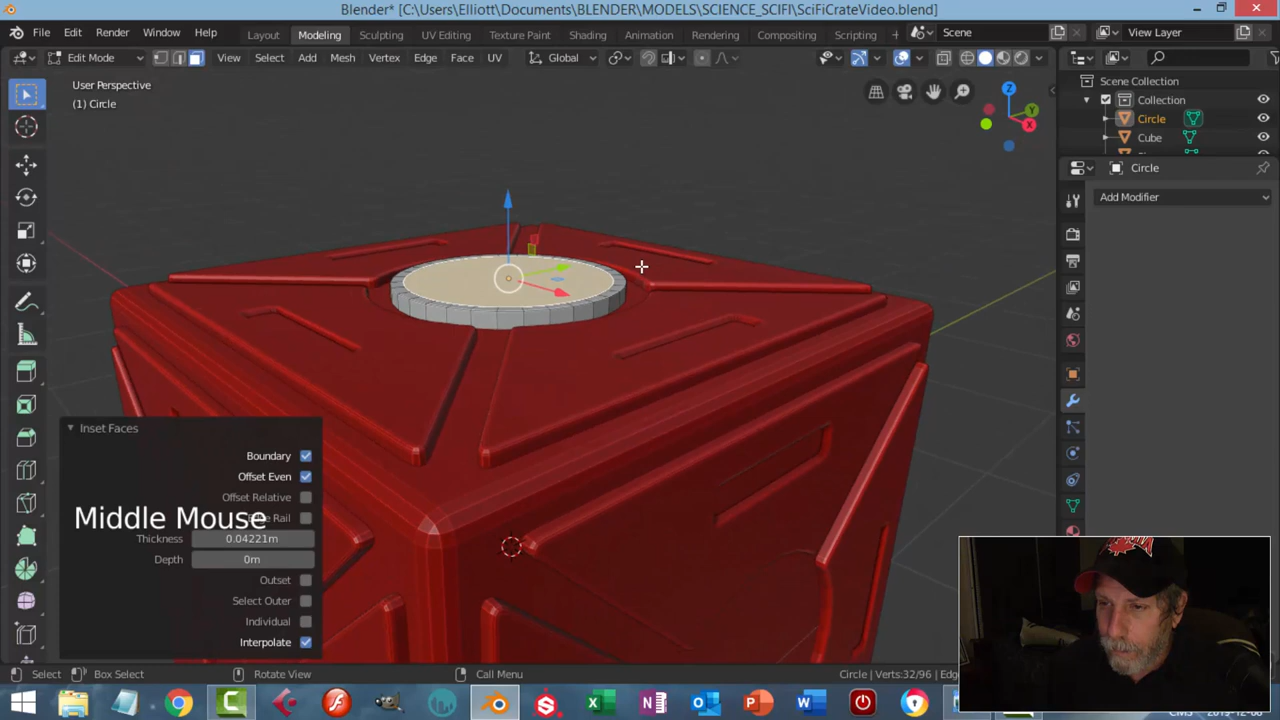 Blender* [C:\Users\Elliott\Documents\BLENDER\MODELS\SCIENCE_SCIFI\SciFiCrateVideo.blend]
File Edit Render Window Help Layout Modeling Sculpting UV Editing Texture Paint Shading Animation Rendering Compositing Scripting Scene View Layer
Edit Mode View Select Add Mesh Vertex Edge Face UV Global
User Perspective
(1) Circle
Scene Collection
Collection
Circle
Cube
Circle
Add Modifier
Inset Faces
Boundary
Offset Even
Offset Relative
Middle Mouse
Thickness 0.04221m
Depth 0m
Outset
Select Outer
Individual
Interpolate
Select Box Select Rotate View Call Menu Circle | Verts:32/96 |